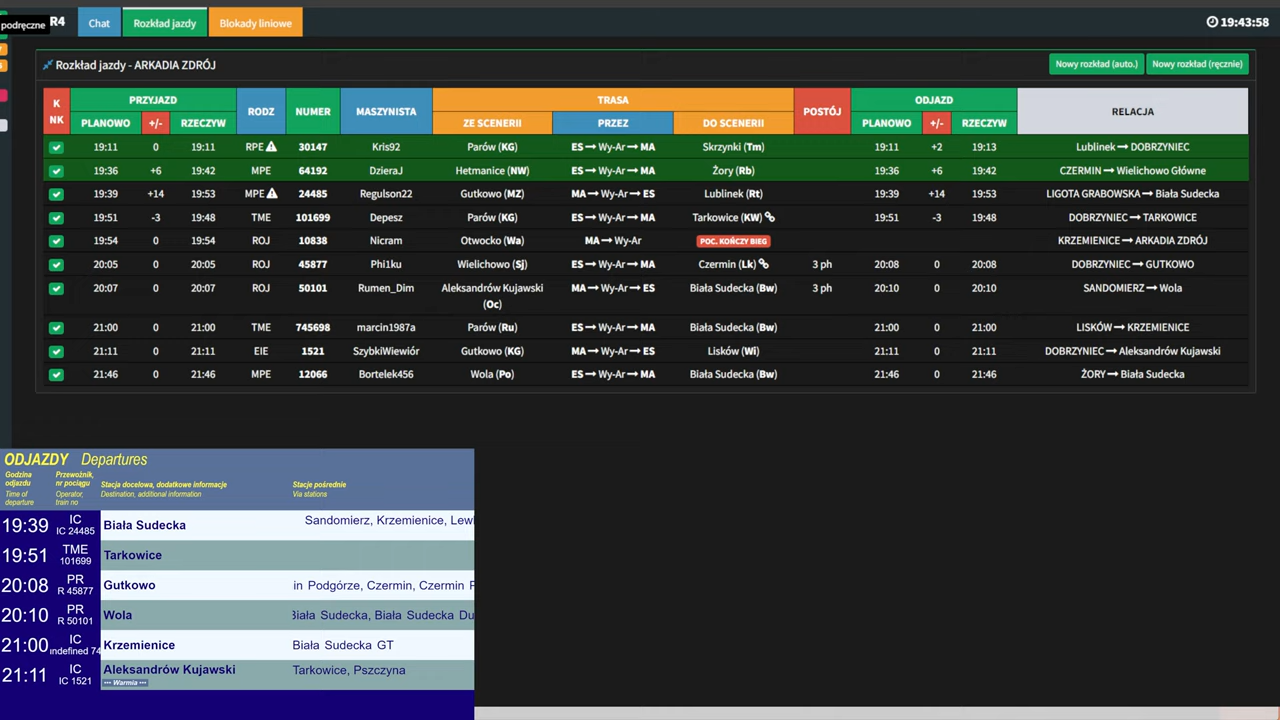 podręczne R4 Chat Rozkład jazdy Blokady liniowe 19:43:58
Rozkład jazdy - ARKADIA ZDRÓJ Nowy rozkład (auto.) Nowy rozkład (ręcznie)
K NK PRZYJAZD RODZ NUMER MASZYNISTA TRASA POSTÓJ ODJAZD RELACJA
PLANOWO +/- RZECZYW ZE SCENERII PRZEZ DO SCENERII PLANOWO +/- RZECZYW
19:11 0 19:11 RPE 30147 Kris92 Parów (KG) ES → Wy-Ar → MA Skrzynki (Tm) 19:11 +2 19:13 Lublinek → DOBRZYNIEC
19:36 +6 19:42 MPE 64192 DzieraJ Hetmanice (NW) ES → Wy-Ar → MA Żory (Rb) 19:36 +6 19:42 CZERMIN → Wielichowo Główne
19:39 +14 19:53 MPE 24485 Regulson22 Gutkowo (MZ) MA → Wy-Ar → ES Lublinek (Rt) 19:39 +14 19:53 LIGOTA GRABOWSKA → Biała Sudecka
19:51 -3 19:48 TME 101699 Depesz Parów (KG) ES → Wy-Ar → MA Tarkowice (KW) 19:51 -3 19:48 DOBRZYNIEC → TARKOWICE
19:54 0 19:54 ROJ 10838 Nicram Otwocko (Wa) MA → Wy-Ar POC. KOŃCZY BIEG KRZEMIENICE → ARKADIA ZDRÓJ
20:05 0 20:05 ROJ 45877 Phi1ku Wielichowo (Sj) ES → Wy-Ar → MA Czermin (Lk) 3 ph 20:08 0 20:08 DOBRZYNIEC → GUTKOWO
20:07 0 20:07 ROJ 50101 Rumen_Dim Aleksandrów Kujawski (Oc) MA → Wy-Ar → ES Biała Sudecka (Bw) 3 ph 20:10 0 20:10 SANDOMIERZ → Wola
21:00 0 21:00 TME 745698 marcin1987a Parów (Ru) ES → Wy-Ar → MA Biała Sudecka (Bw) 21:00 0 21:00 LISKÓW → KRZEMIENICE
21:11 0 21:11 EIE 1521 SzybkiWiewiór Gutkowo (KG) MA → Wy-Ar → ES Lisków (Wi) 21:11 0 21:11 DOBRZYNIEC → Aleksandrów Kujawski
21:46 0 21:46 MPE 12066 Bortelek456 Wola (Po) ES → Wy-Ar → MA Biała Sudecka (Bw) 21:46 0 21:46 ŻORY → Biała Sudecka
ODJAZDY Departures
Godzina odjazdu Przewoźnik, nr pociągu Stacja docelowa, dodatkowe informacje Stacje pośrednie
Time of departure Operator, train no Destination, additional information Via stations
19:39 IC IC 24485 Biała Sudecka Sandomierz, Krzemienice, Lewi
19:51 TME 101699 Tarkowice
20:08 PR R 45877 Gutkowo in Podgórze, Czermin, Czermin P
20:10 PR R 50101 Wola Biała Sudecka, Biała Sudecka Du
21:00 IC undefined 74 Krzemienice Biała Sudecka GT
21:11 IC IC 1521 Aleksandrów Kujawski Tarkowice, Pszczyna
••• Warmia •••